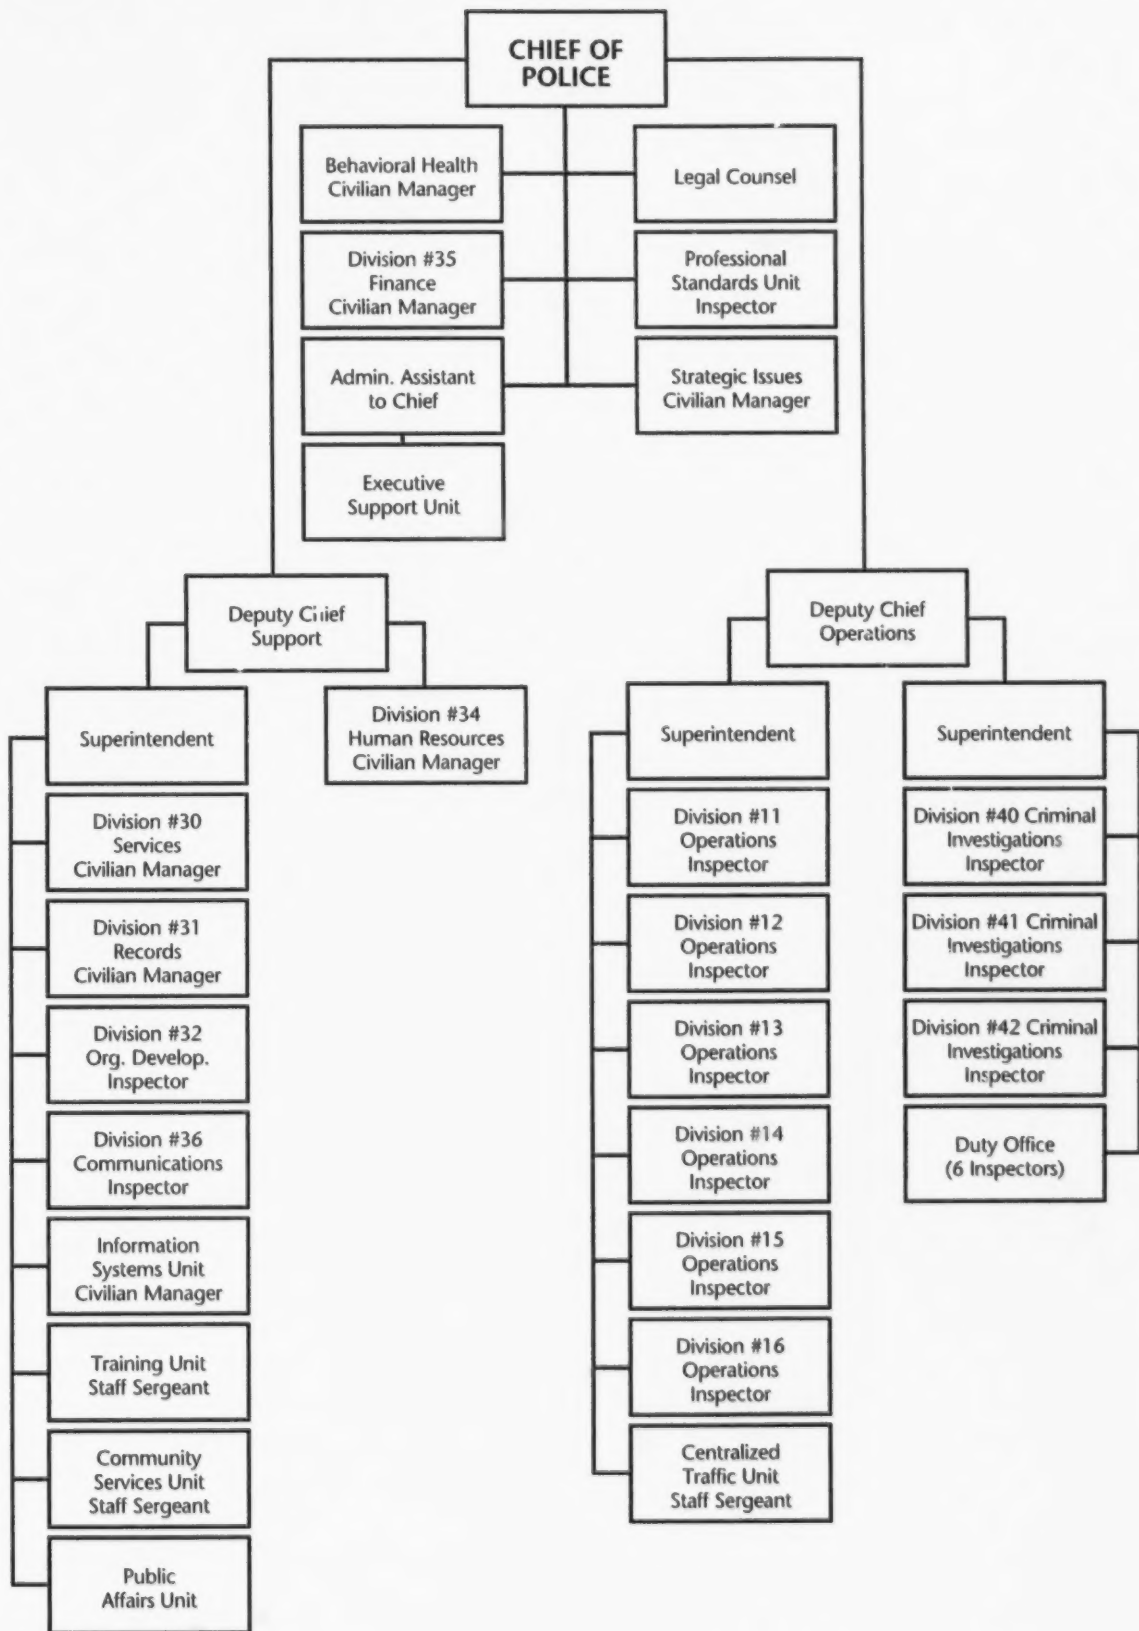 CHIEF OF
POLICE
Behavioral Health
Civilian Manager
Legal Counsel
Division #35
Finance
Civilian Manager
Professional
Standards Unit
Inspector
Admin. Assistant
to Chief
Strategic Issues
Civilian Manager
Executive
Support Unit
Deputy Chief
Support
Deputy Chief
Operations
Superintendent
Division #34
Human Resources
Civilian Manager
Division #30
Services
Civilian Manager
Division #31
Records
Civilian Manager
Division #32
Org. Develop.
Inspector
Division #36
Communications
Inspector
Information
Systems Unit
Civilian Manager
Training Unit
Staff Sergeant
Community
Services Unit
Staff Sergeant
Public
Affairs Unit
Superintendent
Division #11
Operations
Inspector
Division #12
Operations
Inspector
Division #13
Operations
Inspector
Division #14
Operations
Inspector
Division #15
Operations
Inspector
Division #16
Operations
Inspector
Centralized
Traffic Unit
Staff Sergeant
Superintendent
Division #40 Criminal
Investigations
Inspector
Division #41 Criminal
Investigations
Inspector
Division #42 Criminal
Investigations
Inspector
Duty Office
(6 Inspectors)